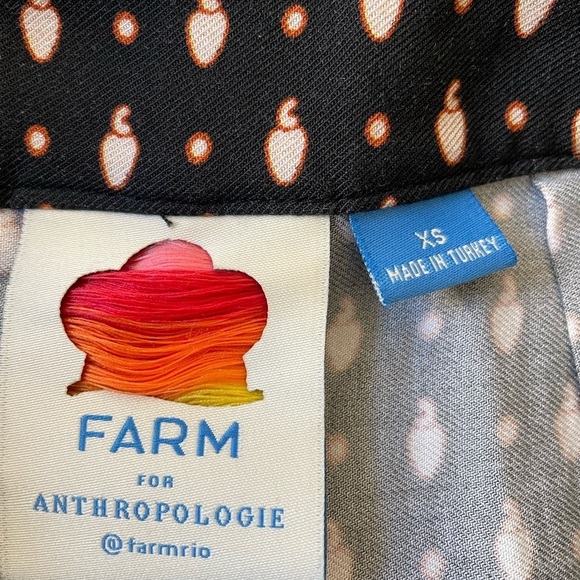 XS
MADE IN TURKEY
FARM
FOR
ANTHROPOLOGIE
@farmrio